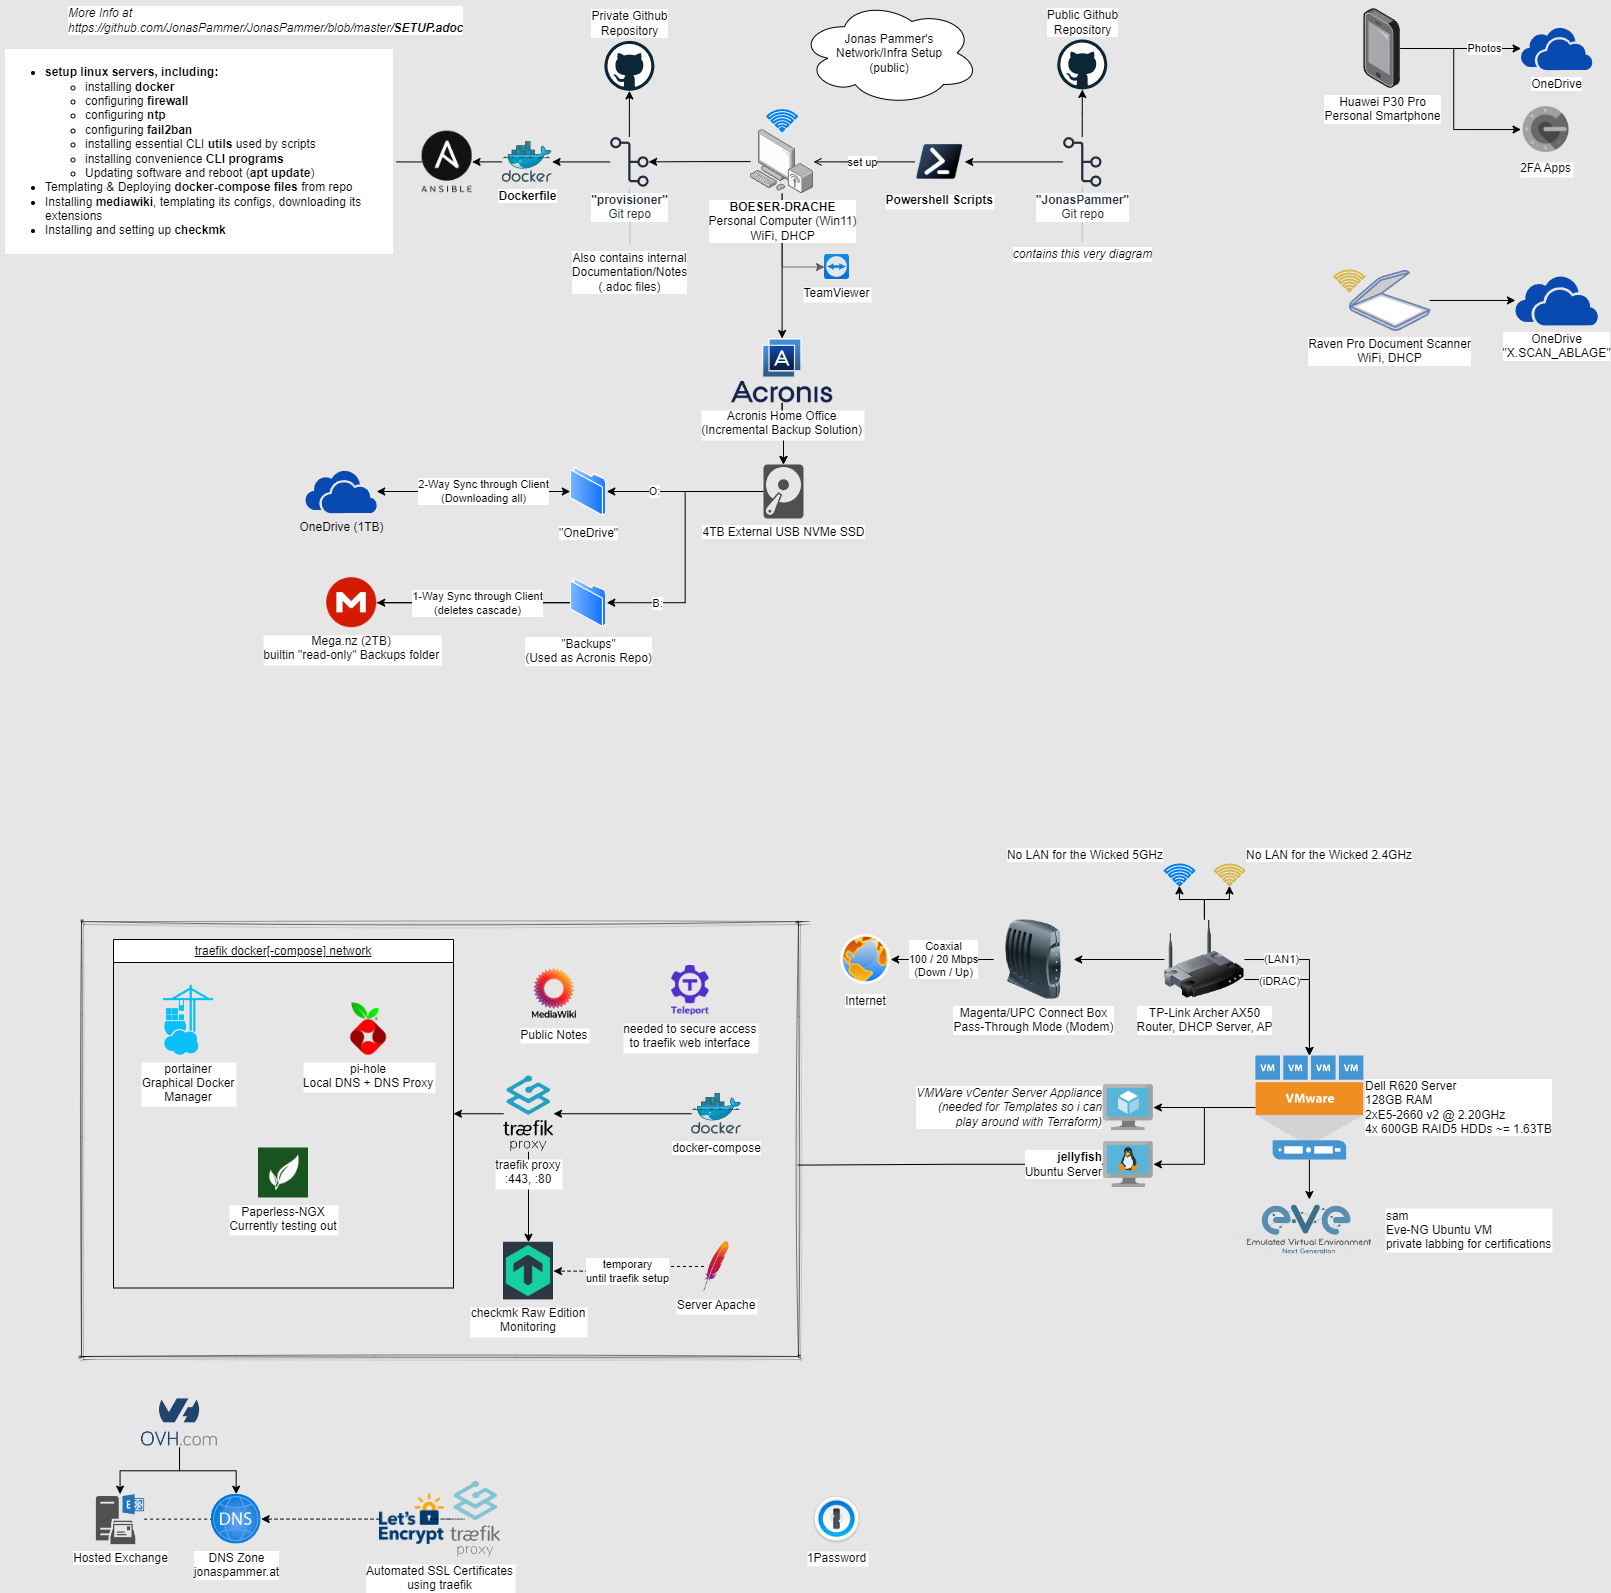 More Info at
https://github.com/JonasPammer/JonasPammer/blob/master/SETUP.adoc
setup linux servers, including:
installing docker
configuring firewall
configuring ntp
configuring fail2ban
installing essential CLI utils used by scripts
installing convenience CLI programs
Updating software and reboot (apt update)
Templating & Deploying docker-compose files from repo
Installing mediawiki, templating its configs, downloading its
extensions
Installing and setting up checkmk
ANSIBLE
docker
Dockerfile
Private Github
Repository
"provisioner"
Git repo
Also contains internal
Documentation/Notes
(.adoc files)
Jonas Pammer's
Network/Infra Setup
(public)
BOESER-DRACHE
Personal Computer (Win11)
WiFi, DHCP
set up
Powershell Scripts
Public Github
Repository
"JonasPammer"
Git repo
contains this very diagram
TeamViewer
Huawei P30 Pro
Personal Smartphone
Photos
OneDrive
2FA Apps
Raven Pro Document Scanner
WiFi, DHCP
OneDrive
"X.SCAN_ABLAGE"
A
Acronis
Acronis Home Office
(Incremental Backup Solution)
4TB External USB NVMe SSD
O:
"OneDrive"
2-Way Sync through Client
(Downloading all)
OneDrive (1TB)
B:
"Backups"
(Used as Acronis Repo)
1-Way Sync through Client
(deletes cascade)
M
Mega.nz (2TB)
builtin "read-only" Backups folder
No LAN for the Wicked 5GHz
No LAN for the Wicked 2.4GHz
Internet
Coaxial
100 / 20 Mbps
(Down / Up)
Magenta/UPC Connect Box
Pass-Through Mode (Modem)
TP-Link Archer AX50
Router, DHCP Server, AP
(LAN1)
(iDRAC)
VM VM VM VM
VMware
Dell R620 Server
128GB RAM
2xE5-2660 v2 @ 2.20GHz
4x 600GB RAID5 HDDs ~= 1.63TB
VMWare vCenter Server Appliance
(needed for Templates so i can
play around with Terraform)
jellyfish
Ubuntu Server
eve
Emulated Virtual Environment
Next Generation
sam
Eve-NG Ubuntu VM
private labbing for certifications
traefik docker[-compose] network
portainer
Graphical Docker
Manager
pi-hole
Local DNS + DNS Proxy
Paperless-NGX
Currently testing out
MediaWiki
Public Notes
T
Teleport
needed to secure access
to traefik web interface
træfik
proxy
traefik proxy
:443, :80
docker
docker-compose
checkmk Raw Edition
Monitoring
temporary
until traefik setup
Server Apache
OVH.com
E
Hosted Exchange
DNS
DNS Zone
jonaspammer.at
Let's
Encrypt
træfik
proxy
Automated SSL Certificates
using traefik
1Password